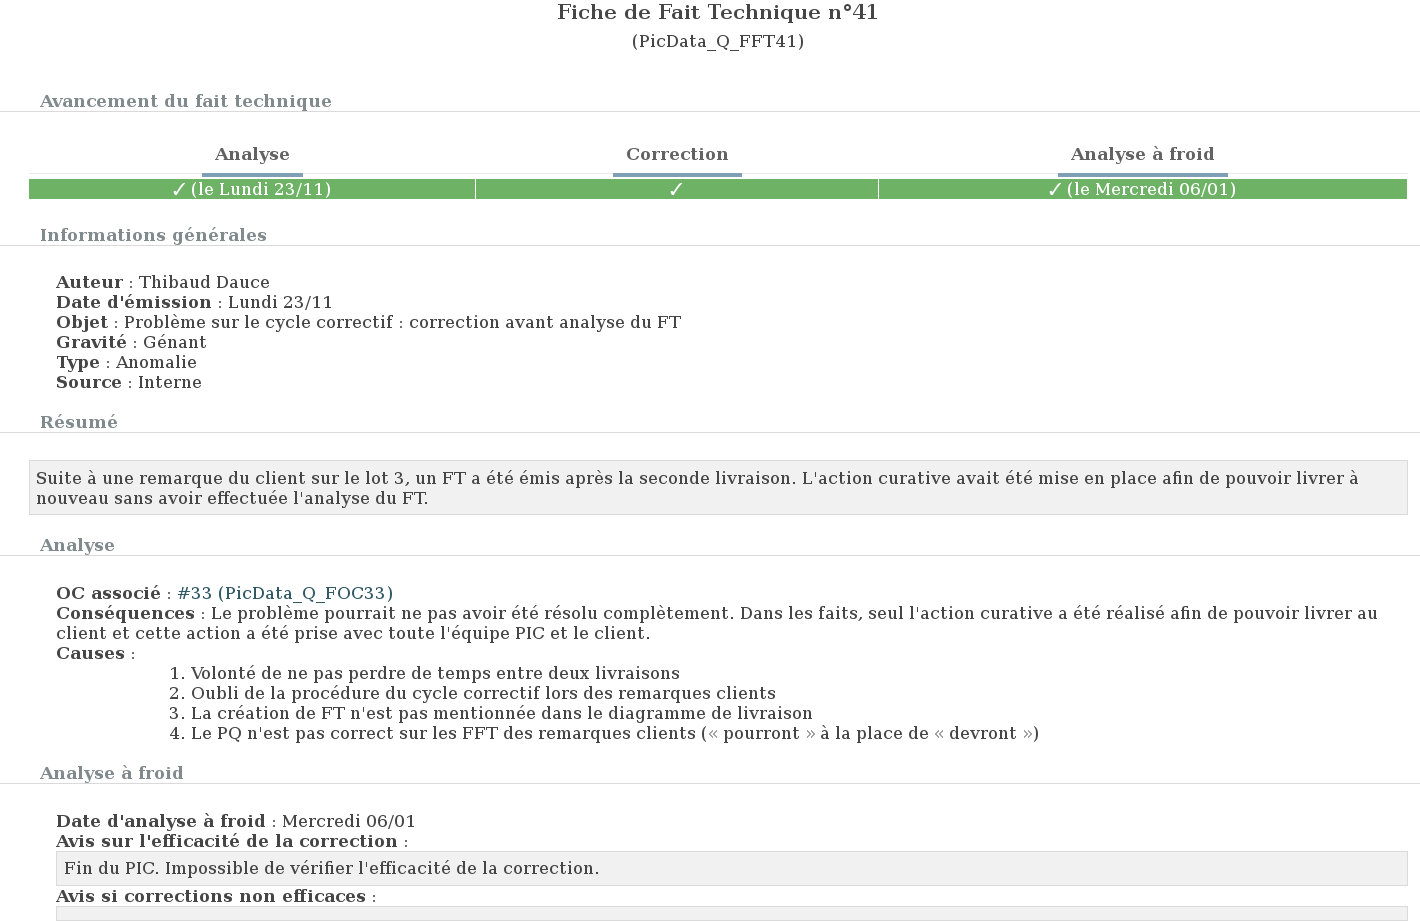 Fiche de Fait Technique n°41
(PicData_Q_FFT41)
Avancement du fait technique
Analyse Correction Analyse à froid
✓ (le Lundi 23/11) ✓ ✓ (le Mercredi 06/01)
Informations générales
Auteur : Thibaud Dauce
Date d'émission : Lundi 23/11
Objet : Problème sur le cycle correctif : correction avant analyse du FT
Gravité : Génant
Type : Anomalie
Source : Interne
Résumé
Suite à une remarque du client sur le lot 3, un FT a été émis après la seconde livraison. L'action curative avait été mise en place afin de pouvoir livrer à
nouveau sans avoir effectuée l'analyse du FT.
Analyse
OC associé : #33 (PicData_Q_FOC33)
Conséquences : Le problème pourrait ne pas avoir été résolu complètement. Dans les faits, seul l'action curative a été réalisé afin de pouvoir livrer au
client et cette action a été prise avec toute l'équipe PIC et le client.
Causes :
1. Volonté de ne pas perdre de temps entre deux livraisons
2. Oubli de la procédure du cycle correctif lors des remarques clients
3. La création de FT n'est pas mentionnée dans le diagramme de livraison
4. Le PQ n'est pas correct sur les FFT des remarques clients (« pourront » à la place de « devront »)
Analyse à froid
Date d'analyse à froid : Mercredi 06/01
Avis sur l'efficacité de la correction :
Fin du PIC. Impossible de vérifier l'efficacité de la correction.
Avis si corrections non efficaces :